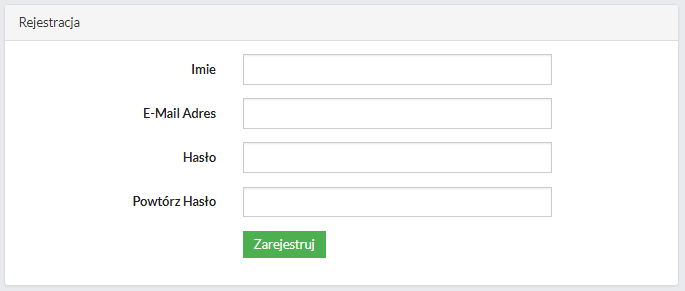 Rejestracja
Imie
E-Mail Adres
Hasło
Powtórz Hasło
Zarejestruj